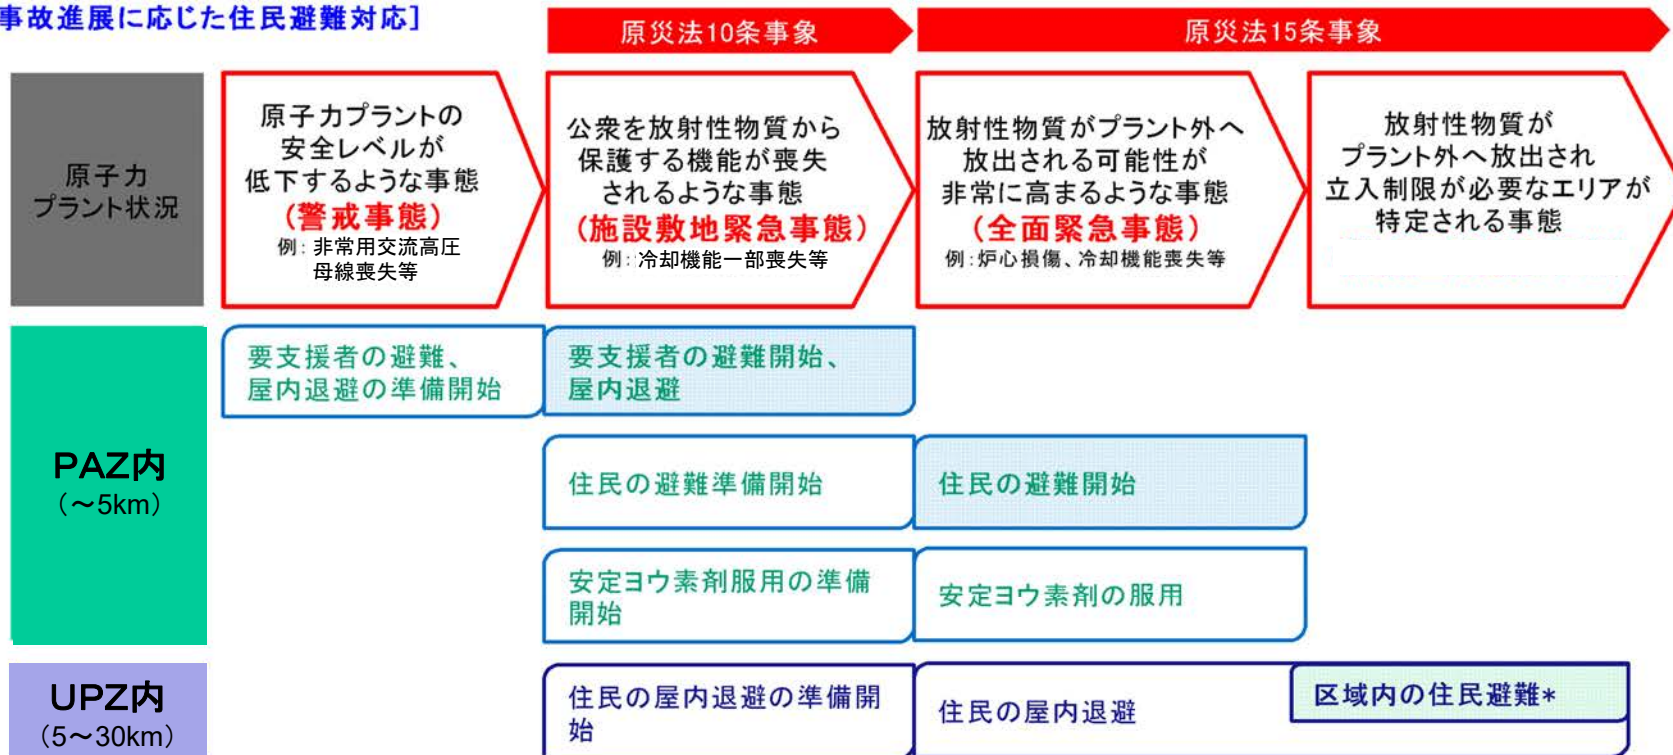 事故進展に応じた住民避難対応]
原災法10条事象
原災法15条事象
原子力
プラント状況
原子力プラントの
安全レベルが
低下するような事態
(警戒事態)
例：非常用交流高圧
母線喪失等
公衆を放射性物質から
保護する機能が喪失
されるような事態
(施設敷地緊急事態)
例：冷却機能一部喪失等
放射性物質がプラント外へ
放出される可能性が
非常に高まるような事態
(全面緊急事態)
例：炉心損傷、冷却機能喪失等
放射性物質が
プラント外へ放出され
立入制限が必要なエリアが
特定される事態
PAZ内
(～5km)
要支援者の避難、
屋内退避の準備開始
要支援者の避難開始、
屋内退避
住民の避難準備開始
住民の避難開始
安定ヨウ素剤服用の準備
開始
安定ヨウ素剤の服用
UPZ内
(5～30km)
住民の屋内退避の準備開
始
住民の屋内退避
区域内の住民避難*